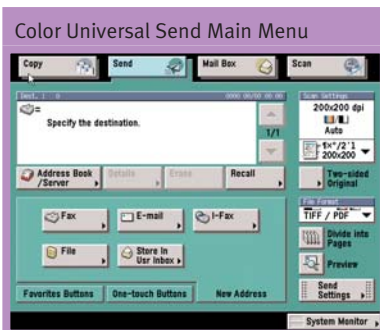 Color Universal Send Main Menu
Copy
Send
Mail Box
Scan
Dest.: 0
Scan Settings
Specify the destination.
1/1
200x200 dpi
Auto
200x200
Address Book
/Server
Details
Erase
Recall
Two-sided
Original
File Format
TIFF / PDF
Fax
E-mail
I-Fax
Divide into
Pages
File
Store In
Usr Inbox
Preview
Favorites Buttons
One-touch Buttons
New Address
Send
Settings
System Monitor